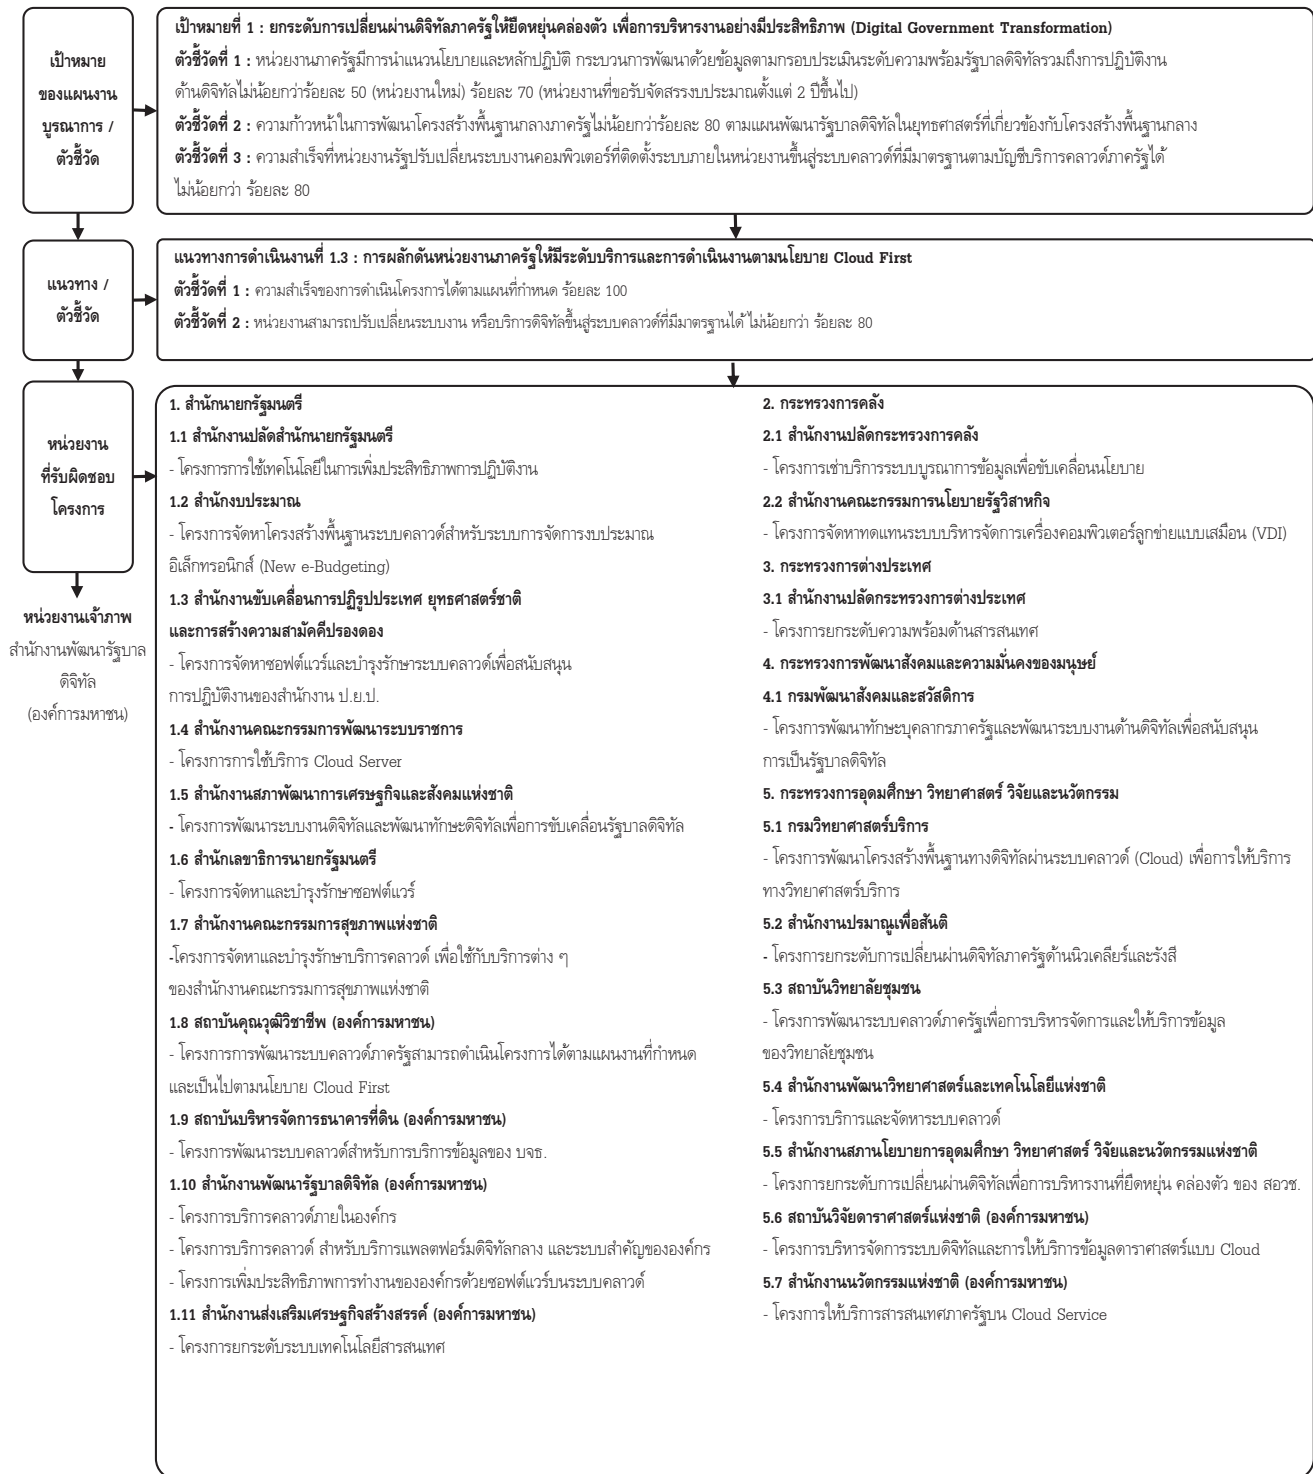 เป้าหมาย
ของแผนงาน
บูรณาการ /
ตัวชี้วัด
เป้าหมายที่ 1 : ยกระดับการเปลี่ยนผ่านดิจิทัลภาครัฐให้ยืดหยุ่นคล่องตัว เพื่อการบริหารงานอย่างมีประสิทธิภาพ (Digital Government Transformation)
ตัวชี้วัดที่ 1 : หน่วยงานภาครัฐมีการนำแนวนโยบายและหลักปฏิบัติ กระบวนการพัฒนาด้วยข้อมูลตามกรอบประเมินระดับความพร้อมรัฐบาลดิจิทัลรวมถึงการปฏิบัติงาน
ด้านดิจิทัลไม่น้อยกว่าร้อยละ 50 (หน่วยงานใหม่) ร้อยละ 70 (หน่วยงานที่ขอรับจัดสรรงบประมาณตั้งแต่ 2 ปีขึ้นไป)
ตัวชี้วัดที่ 2 : ความก้าวหน้าในการพัฒนาโครงสร้างพื้นฐานกลางภาครัฐไม่น้อยกว่าร้อยละ 80 ตามแผนพัฒนารัฐบาลดิจิทัลในยุทธศาสตร์ที่เกี่ยวข้องกับโครงสร้างพื้นฐานกลาง
ตัวชี้วัดที่ 3 : ความสำเร็จที่หน่วยงานรัฐปรับเปลี่ยนระบบงานคอมพิวเตอร์ที่ติดตั้งระบบภายในหน่วยงานขึ้นสู่ระบบคลาวด์ที่มีมาตรฐานตามบัญชีบริการคลาวด์ภาครัฐได้
ไม่น้อยกว่า ร้อยละ 80
แนวทาง /
ตัวชี้วัด
แนวทางการดำเนินงานที่ 1.3 : การผลักดันหน่วยงานภาครัฐให้มีระดับบริการและการดำเนินงานตามนโยบาย Cloud First
ตัวชี้วัดที่ 1 : ความสำเร็จของการดำเนินโครงการได้ตามแผนที่กำหนด ร้อยละ 100
ตัวชี้วัดที่ 2 : หน่วยงานสามารถปรับเปลี่ยนระบบงาน หรือบริการดิจิทัลขึ้นสู่ระบบคลาวด์ที่มีมาตรฐานได้ ไม่น้อยกว่า ร้อยละ 80
หน่วยงาน
ที่รับผิดชอบ
โครงการ
หน่วยงานเจ้าภาพ
สำนักงานพัฒนารัฐบาล
ดิจิทัล
(องค์การมหาชน)
1. สำนักนายกรัฐมนตรี
1.1 สำนักงานปลัดสำนักนายกรัฐมนตรี
- โครงการการใช้เทคโนโลยีในการเพิ่มประสิทธิภาพการปฏิบัติงาน
1.2 สำนักงบประมาณ
- โครงการจัดหาโครงสร้างพื้นฐานระบบคลาวด์สำหรับระบบการจัดการงบประมาณ
อิเล็กทรอนิกส์ (New e-Budgeting)
1.3 สำนักงานขับเคลื่อนการปฏิรูปประเทศ ยุทธศาสตร์ชาติ
และการสร้างความสามัคคีปรองดอง
- โครงการจัดหาซอฟต์แวร์และบำรุงรักษาระบบคลาวด์เพื่อสนับสนุน
การปฏิบัติงานของสำนักงาน ป.ย.ป.
1.4 สำนักงานคณะกรรมการพัฒนาระบบราชการ
- โครงการการใช้บริการ Cloud Server
1.5 สำนักงานสภาพัฒนาการเศรษฐกิจและสังคมแห่งชาติ
- โครงการพัฒนาระบบงานดิจิทัลและพัฒนาทักษะดิจิทัลเพื่อการขับเคลื่อนรัฐบาลดิจิทัล
1.6 สำนักเลขาธิการนายกรัฐมนตรี
- โครงการจัดหาและบำรุงรักษาซอฟต์แวร์
1.7 สำนักงานคณะกรรมการสุขภาพแห่งชาติ
-โครงการจัดหาและบำรุงรักษาบริการคลาวด์ เพื่อใช้กับบริการต่าง ๆ
ของสำนักงานคณะกรรมการสุขภาพแห่งชาติ
1.8 สถาบันคุณวุฒิวิชาชีพ (องค์การมหาชน)
- โครงการการพัฒนาระบบคลาวด์ภาครัฐสามารถดำเนินโครงการได้ตามแผนงานที่กำหนด
และเป็นไปตามนโยบาย Cloud First
1.9 สถาบันบริหารจัดการธนาคารที่ดิน (องค์การมหาชน)
- โครงการพัฒนาระบบคลาวด์สำหรับการบริการข้อมูลของ บจธ.
1.10 สำนักงานพัฒนารัฐบาลดิจิทัล (องค์การมหาชน)
- โครงการบริการคลาวด์ภายในองค์กร
- โครงการบริการคลาวด์ สำหรับบริการแพลตฟอร์มดิจิทัลกลาง และระบบสำคัญขององค์กร
- โครงการเพิ่มประสิทธิภาพการทำงานขององค์กรด้วยซอฟต์แวร์บนระบบคลาวด์
1.11 สำนักงานส่งเสริมเศรษฐกิจสร้างสรรค์ (องค์การมหาชน)
- โครงการยกระดับระบบเทคโนโลยีสารสนเทศ
2. กระทรวงการคลัง
2.1 สำนักงานปลัดกระทรวงการคลัง
- โครงการเช่าบริการระบบบูรณาการข้อมูลเพื่อขับเคลื่อนนโยบาย
2.2 สำนักงานคณะกรรมการนโยบายรัฐวิสาหกิจ
- โครงการจัดหาทดแทนระบบบริหารจัดการเครื่องคอมพิวเตอร์ลูกข่ายแบบเสมือน (VDI)
3. กระทรวงการต่างประเทศ
3.1 สำนักงานปลัดกระทรวงการต่างประเทศ
- โครงการยกระดับความพร้อมด้านสารสนเทศ
4. กระทรวงการพัฒนาสังคมและความมั่นคงของมนุษย์
4.1 กรมพัฒนาสังคมและสวัสดิการ
- โครงการพัฒนาทักษะบุคลากรภาครัฐและพัฒนาระบบงานด้านดิจิทัลเพื่อสนับสนุน
การเป็นรัฐบาลดิจิทัล
5. กระทรวงการอุดมศึกษา วิทยาศาสตร์ วิจัยและนวัตกรรม
5.1 กรมวิทยาศาสตร์บริการ
- โครงการพัฒนาโครงสร้างพื้นฐานทางดิจิทัลผ่านระบบคลาวด์ (Cloud) เพื่อการให้บริการ
ทางวิทยาศาสตร์บริการ
5.2 สำนักงานปรมาณูเพื่อสันติ
- โครงการยกระดับการเปลี่ยนผ่านดิจิทัลภาครัฐด้านนิวเคลียร์และรังสี
5.3 สถาบันวิทยาลัยชุมชน
- โครงการพัฒนาระบบคลาวด์ภาครัฐเพื่อการบริหารจัดการและให้บริการข้อมูล
ของวิทยาลัยชุมชน
5.4 สำนักงานพัฒนาวิทยาศาสตร์และเทคโนโลยีแห่งชาติ
- โครงการบริการและจัดหาระบบคลาวด์
5.5 สำนักงานสภานโยบายการอุดมศึกษา วิทยาศาสตร์ วิจัยและนวัตกรรมแห่งชาติ
- โครงการยกระดับการเปลี่ยนผ่านดิจิทัลเพื่อการบริหารงานที่ยืดหยุ่น คล่องตัว ของ สอวช.
5.6 สถาบันวิจัยดาราศาสตร์แห่งชาติ (องค์การมหาชน)
- โครงการบริหารจัดการระบบดิจิทัลและการให้บริการข้อมูลดาราศาสตร์แบบ Cloud
5.7 สำนักงานนวัตกรรมแห่งชาติ (องค์การมหาชน)
- โครงการให้บริการสารสนเทศภาครัฐบน Cloud Service